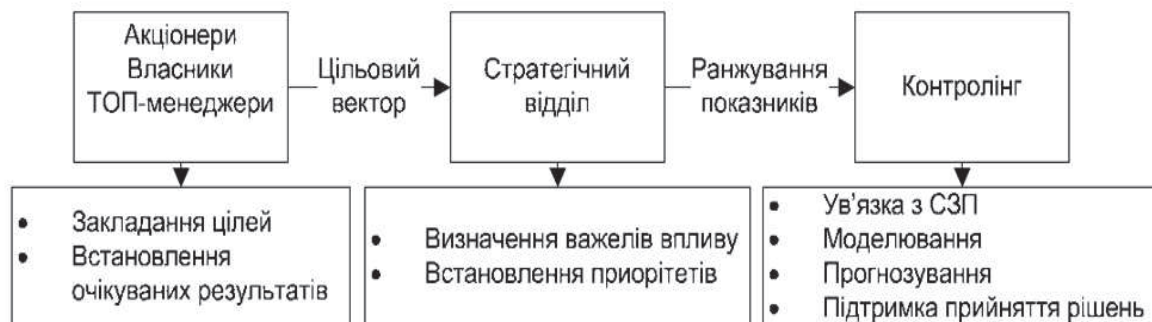 Акціонери
Власники
ТОП-менеджери
Цільовий
вектор
Стратегічний
відділ
Ранжування
показників
Контролінг
• Закладання цілей
• Встановлення
очікуваних результатів
• Визначення важелів впливу
• Встановлення приорітетів
• Ув’язка з СЗП
• Моделювання
• Прогнозування
• Підтримка прийняття рішень